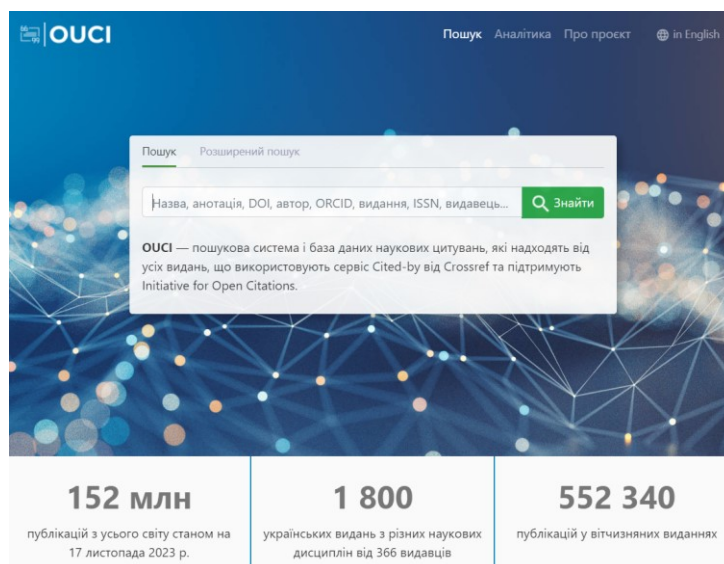 OUCI
Пошук Аналітика Про проєкт in English
Пошук Розширений пошук
Назва, анотація, DOI, автор, ORCID, видання, ISSN, видавець... Знайти
OUCI — пошукова система і база даних наукових цитувань, які надходять від
усіх видань, що використовують сервіс Cited-by від Crossref та підтримують
Initiative for Open Citations.
152 млн
публікацій з усього світу станом на
17 листопада 2023 р.
1 800
українських видань з різних наукових
дисциплін від 366 видавців
552 340
публікацій у вітчизняних виданнях